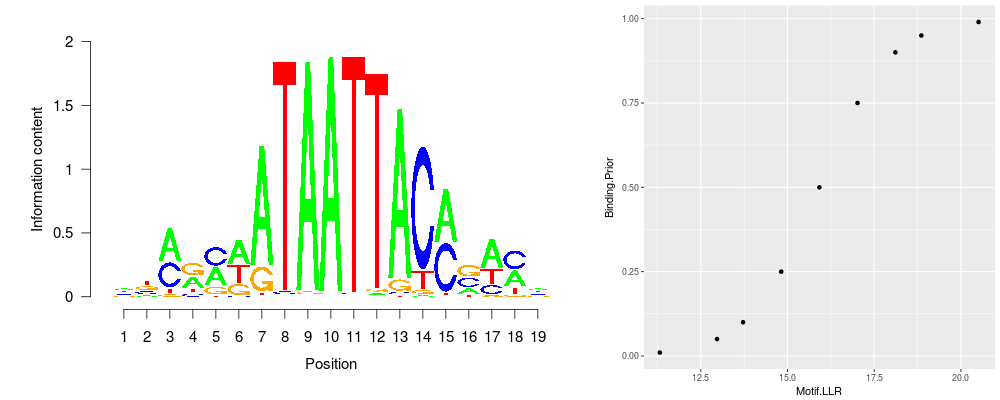 2
1.5
1
0.5
0
Information content
A C
C A G A
C A G
A T G
A G
T
A
A
T
T
A G
C T
A C
G C A
A T C
C A
1 2 3 4 5 6 7 8 9 10 11 12 13 14 15 16 17 18 19
Position
1.00
0.75
0.50
0.25
0.00
Binding.Prior
12.5 15.0 17.5 20.0
Motif.LLR